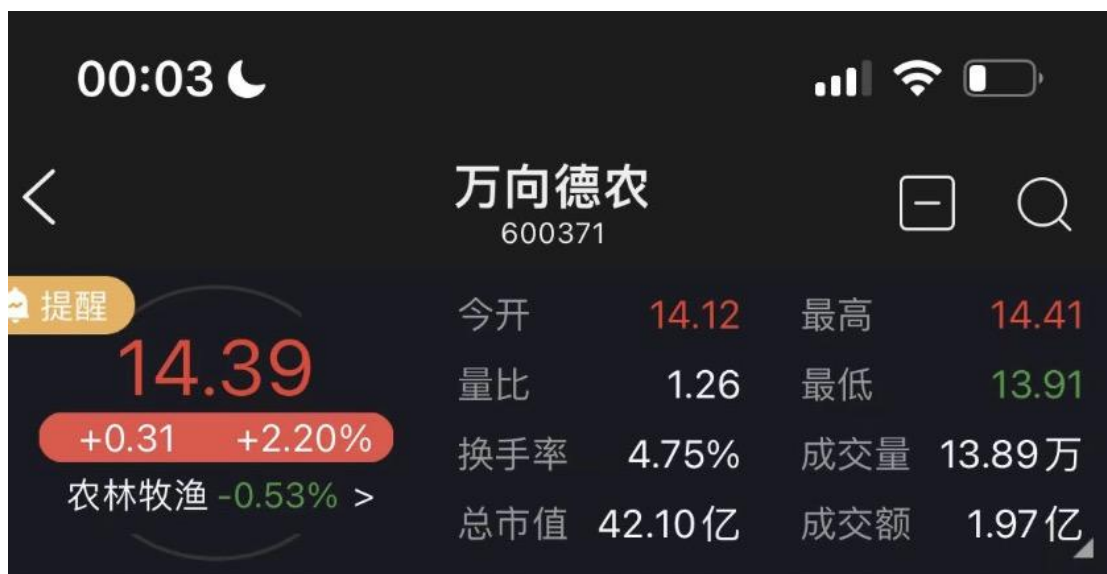 00:03
万向德农
600371
提醒
14.39
+0.31 +2.20%
农林牧渔 -0.53% >
今开 14.12 最高 14.41
量比 1.26 最低 13.91
换手率 4.75% 成交量 13.89万
总市值 42.10亿 成交额 1.97亿